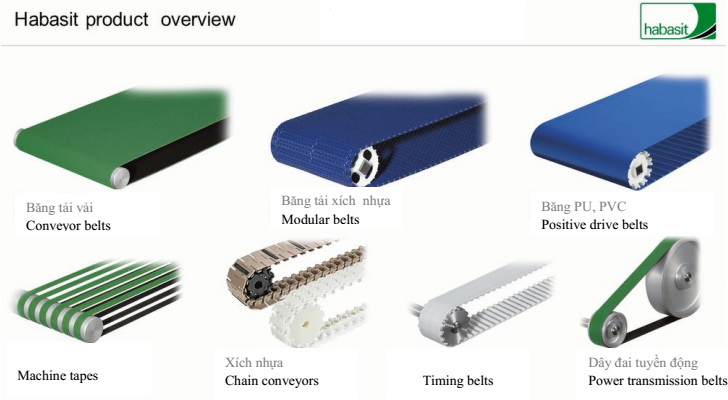 Habasit product overview
habasit
Băng tải vải
Conveyor belts
Băng tải xích nhựa
Modular belts
Băng PU, PVC
Positive drive belts
Machine tapes
Xích nhựa
Chain conveyors
Timing belts
Dây đai tuyền động
Power transmission belts